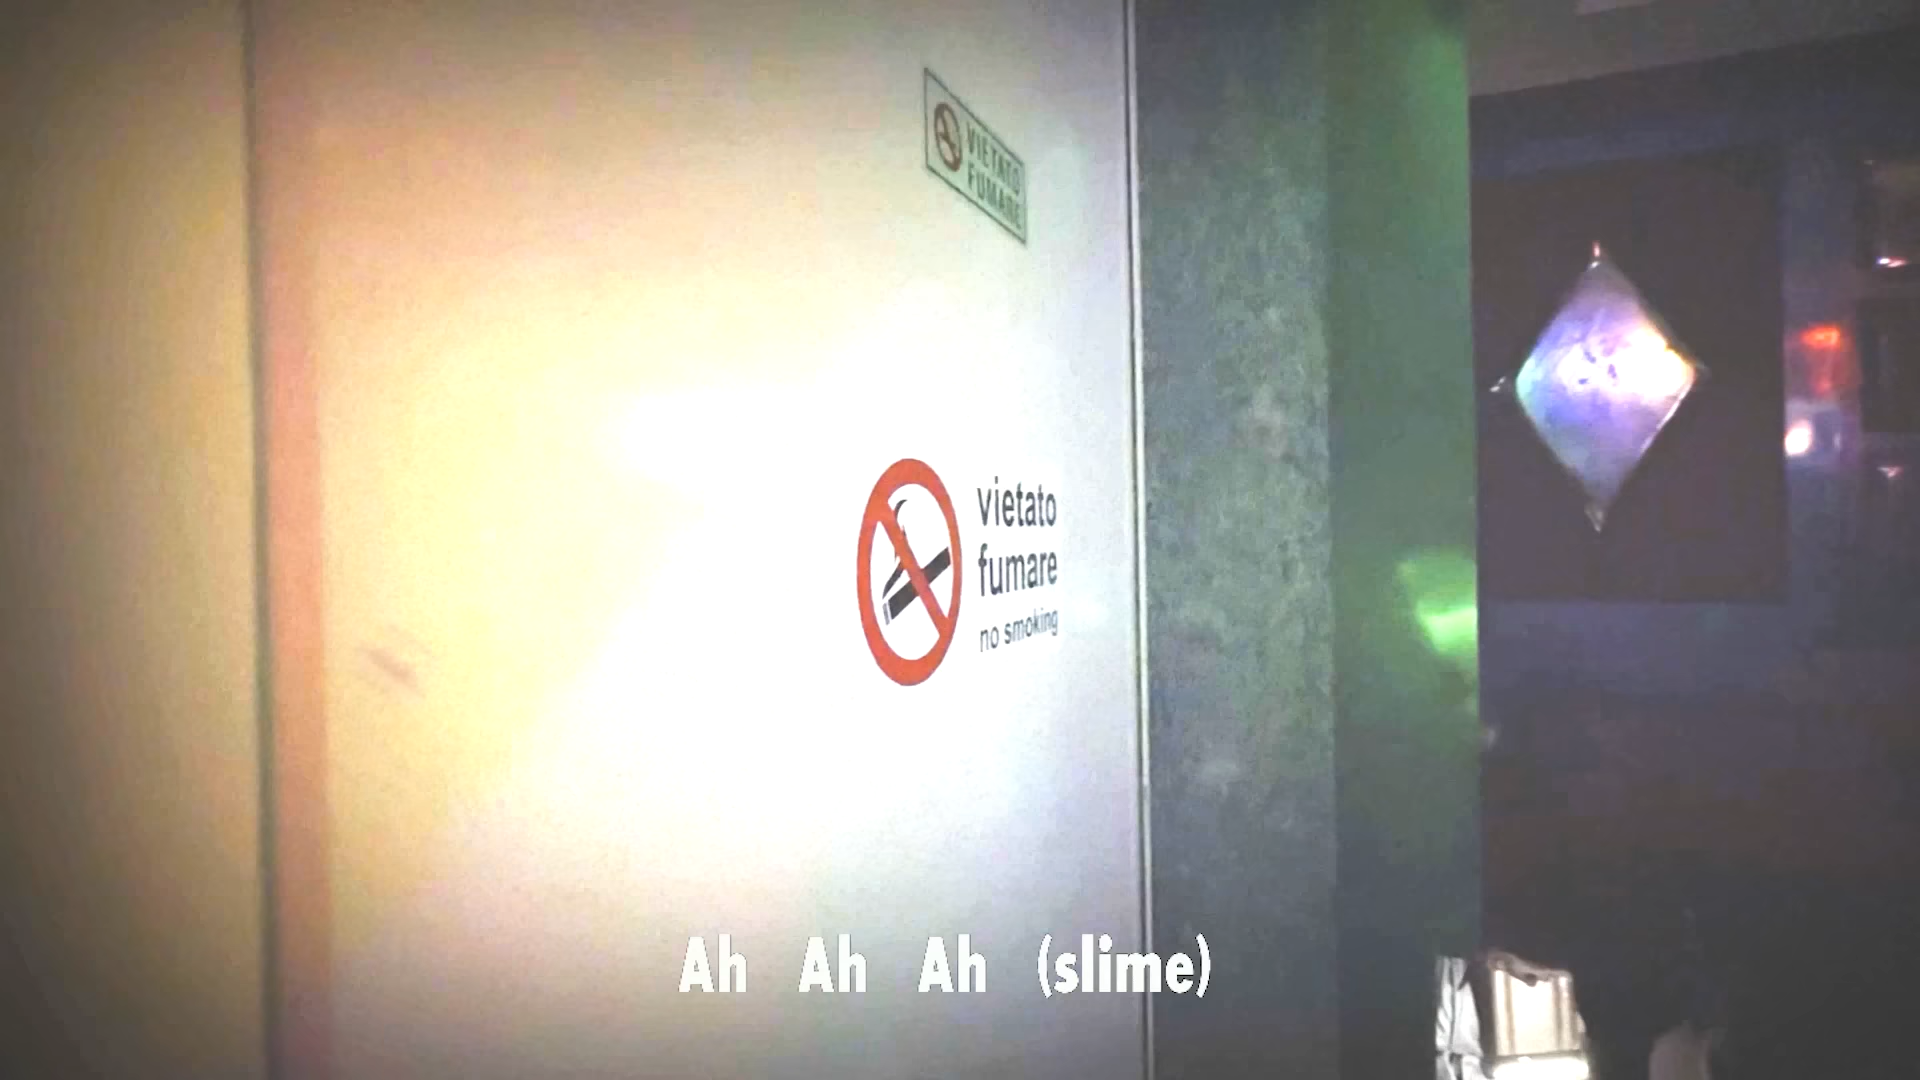 VIETATO
FUMARE
vietato
fumare
no smoking
Ah Ah Ah (slime)